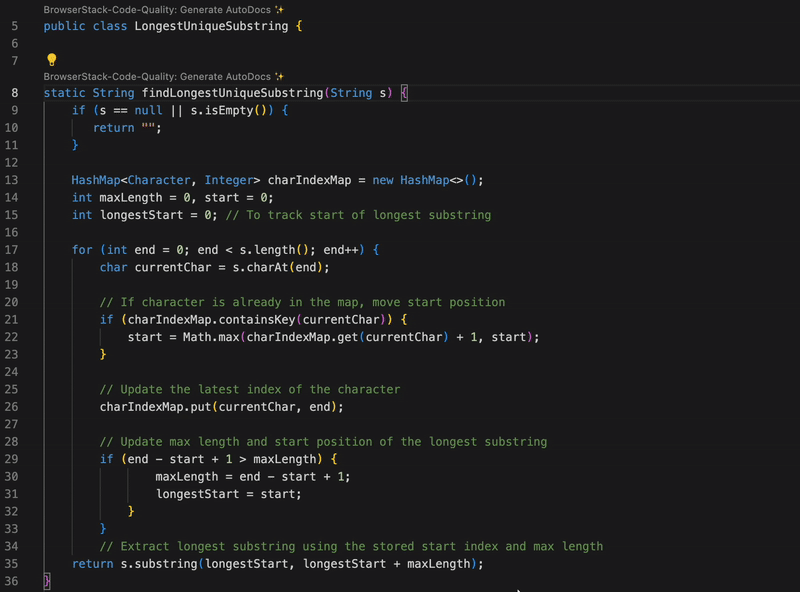 BrowserStack-Code-Quality: Generate AutoDocs ✨
5 public class LongestUniqueSubstring {
6
7
BrowserStack-Code-Quality: Generate AutoDocs ✨
8 static String findLongestUniqueSubstring(String s) {
9 if (s == null || s.isEmpty()) {
10 return "";
11 }
12
13 HashMap<Character, Integer> charIndexMap = new HashMap<>();
14 int maxLength = 0, start = 0;
15 int longestStart = 0; // To track start of longest substring
16
17 for (int end = 0; end < s.length(); end++) {
18 char currentChar = s.charAt(end);
19
20 // If character is already in the map, move start position
21 if (charIndexMap.containsKey(currentChar)) {
22 start = Math.max(charIndexMap.get(currentChar) + 1, start);
23 }
24
25 // Update the latest index of the character
26 charIndexMap.put(currentChar, end);
27
28 // Update max length and start position of the longest substring
29 if (end - start + 1 > maxLength) {
30 maxLength = end - start + 1;
31 longestStart = start;
32 }
33 }
34 // Extract longest substring using the stored start index and max length
35 return s.substring(longestStart, longestStart + maxLength);
36 }